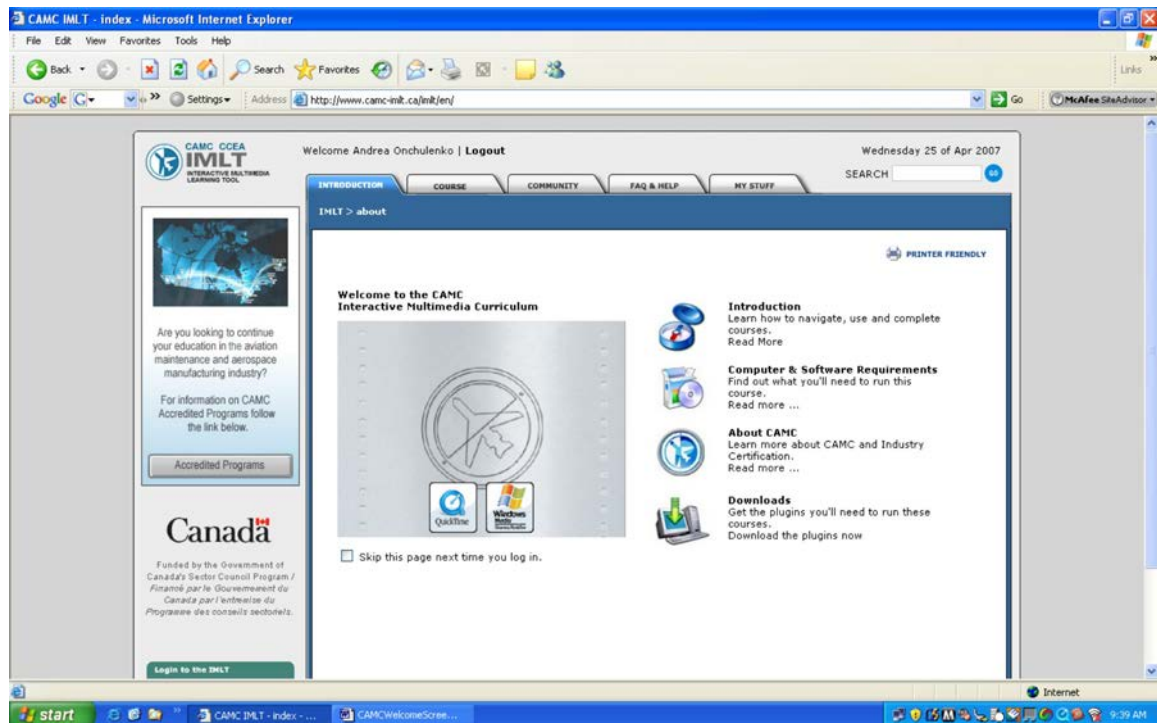 CAMC IMLT - index - Microsoft Internet Explorer
File Edit View Favorites Tools Help
Back Search Favorites
Links
Google G Settings Address http://www.camc-imlt.ca/imlt/en/ Go McAfee SiteAdvisor
CAMC CCEA
IMLT
INTERACTIVE MULTIMEDIA
LEARNING TOOL
Welcome Andrea Onchulenko | Logout
Wednesday 25 of Apr 2007
SEARCH GO
INTRODUCTION COURSE COMMUNITY FAQ & HELP MY STUFF
IMLT > about
PRINTER FRIENDLY
Are you looking to continue
your education in the aviation
maintenance and aerospace
manufacturing industry?
For information on CAMC
Accredited Programs follow
the link below.
Accredited Programs
Canada
Funded by the Government of
Canada's Sector Council Program /
Financé par le Gouvernement du
Canada par l'entremise du
Programme des conseils sectoriels.
Login to the IMLT
Welcome to the CAMC
Interactive Multimedia Curriculum
QuickTime
Windows
Media
Skip this page next time you log in.
Introduction
Learn how to navigate, use and complete
courses.
Read More
Computer & Software Requirements
Find out what you'll need to run this
course.
Read more ...
About CAMC
Learn more about CAMC and Industry
Certification.
Read more ...
Downloads
Get the plugins you'll need to run these
courses.
Download the plugins now
Internet
start CAMC IMLT - index - ... CAMCWelcomeScree... 9:39 AM